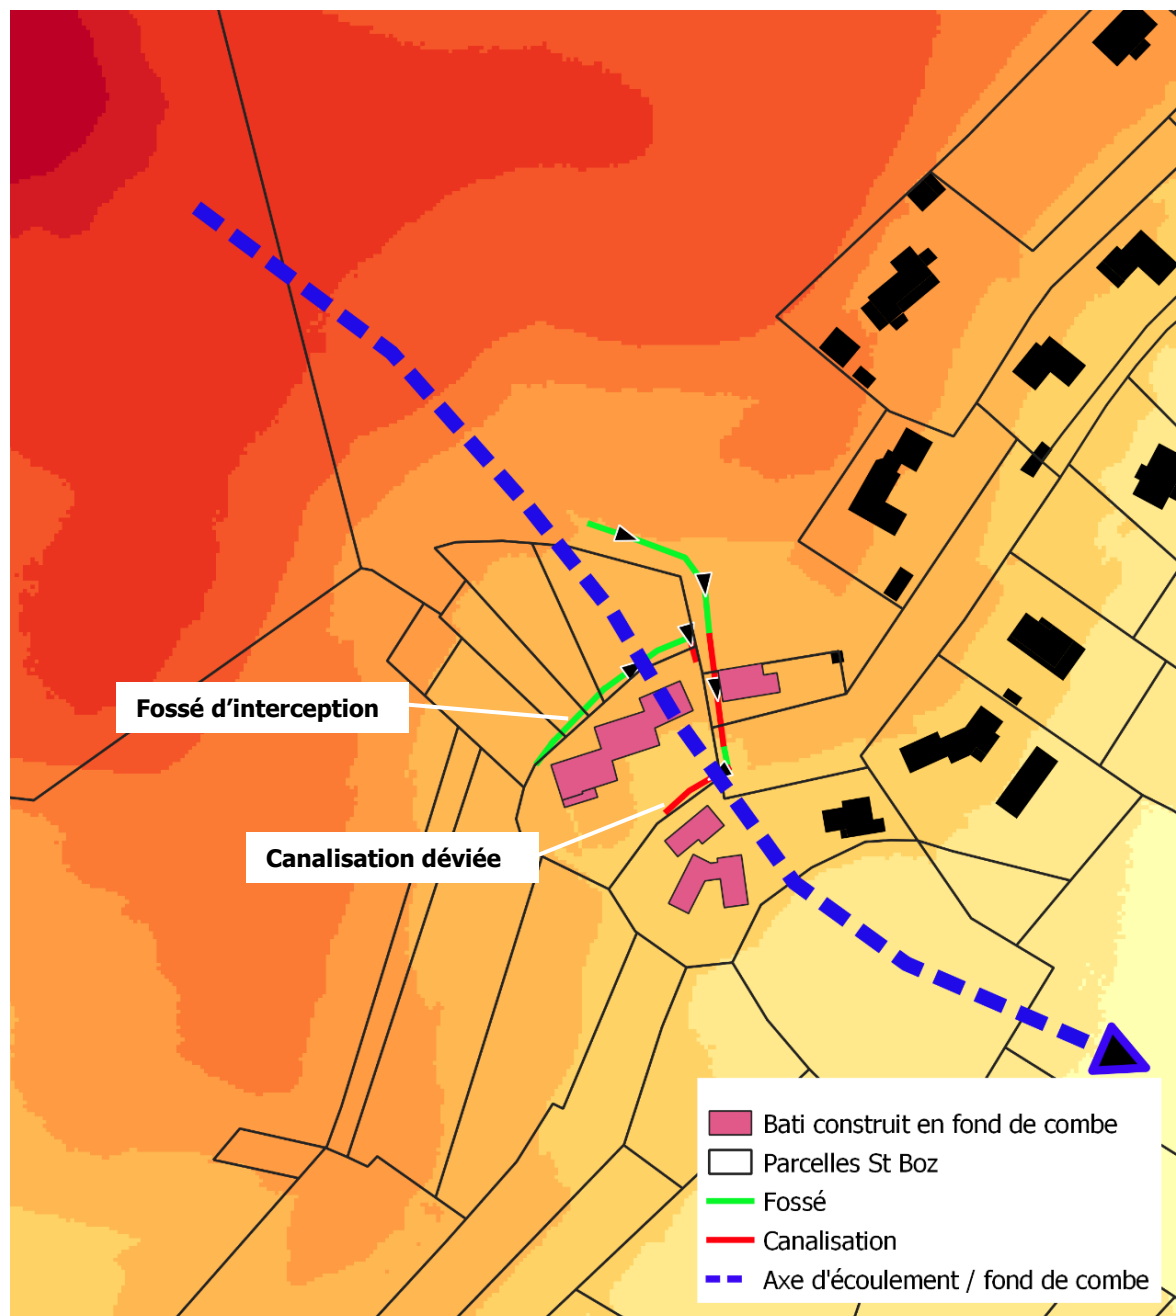 Fossé d’interception
Canalisation déviée
Bati construit en fond de combe
Parcelles St Boz
Fossé
Canalisation
Axe d'écoulement / fond de combe